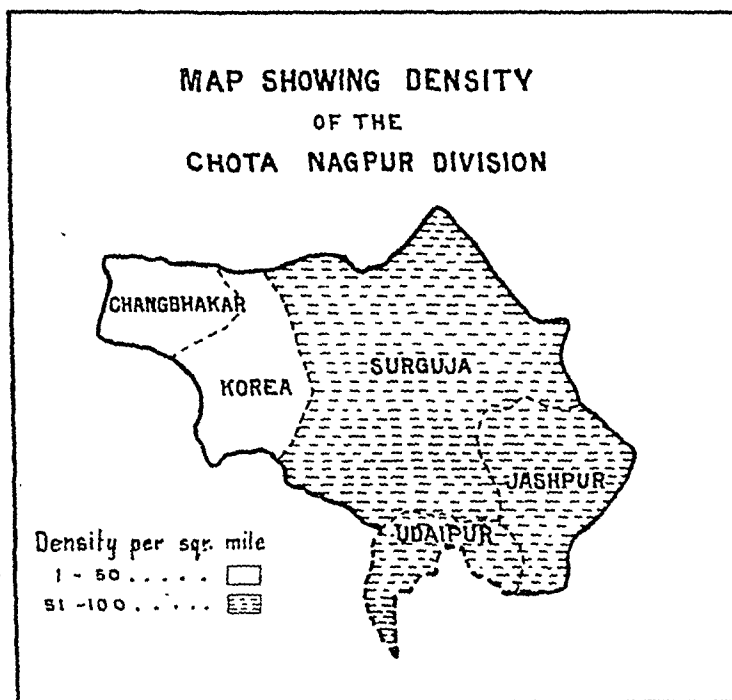 MAP SHOWING DENSITY
OF THE
CHOTA NAGPUR DIVISION
CHANGBHAKAR
KOREA
SURGUJA
JASHPUR
UDAIPUR
Density per sqr. mile
1 - 50 . . . . .
51 - 100 . . . . . .